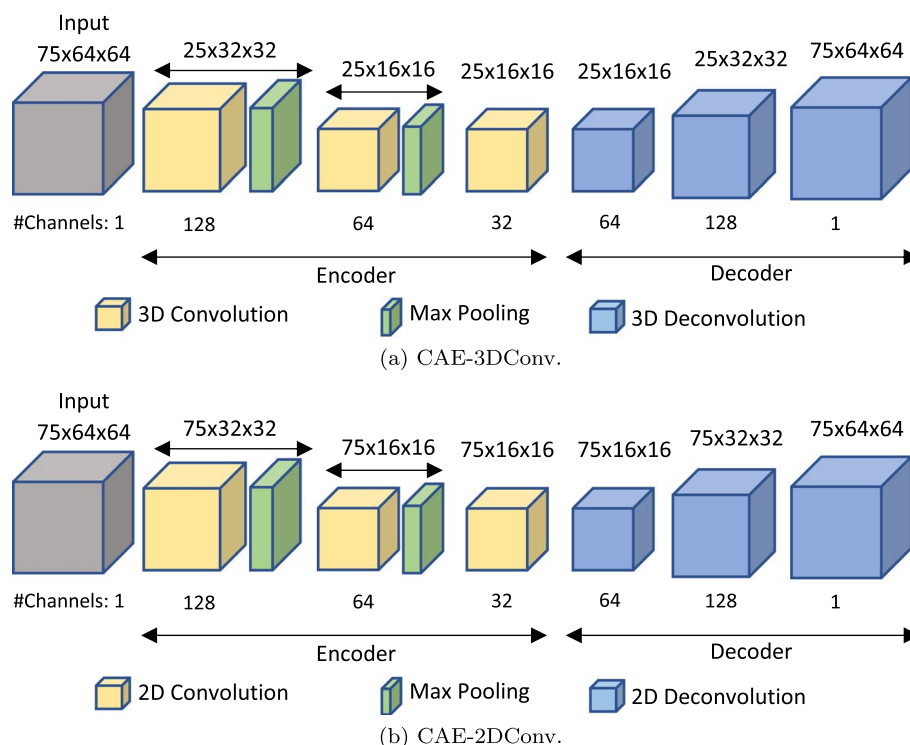 Input
75x64x64 25x32x32 25x16x16 25x16x16 25x16x16 25x32x32 75x64x64
#Channels: 1 128 64 32 64 128 1
Encoder Decoder
3D Convolution Max Pooling 3D Deconvolution
(a) CAE-3DConv.
Input
75x64x64 75x32x32 75x16x16 75x16x16 75x16x16 75x32x32 75x64x64
#Channels: 1 128 64 32 64 128 1
Encoder Decoder
2D Convolution Max Pooling 2D Deconvolution
(b) CAE-2DConv.